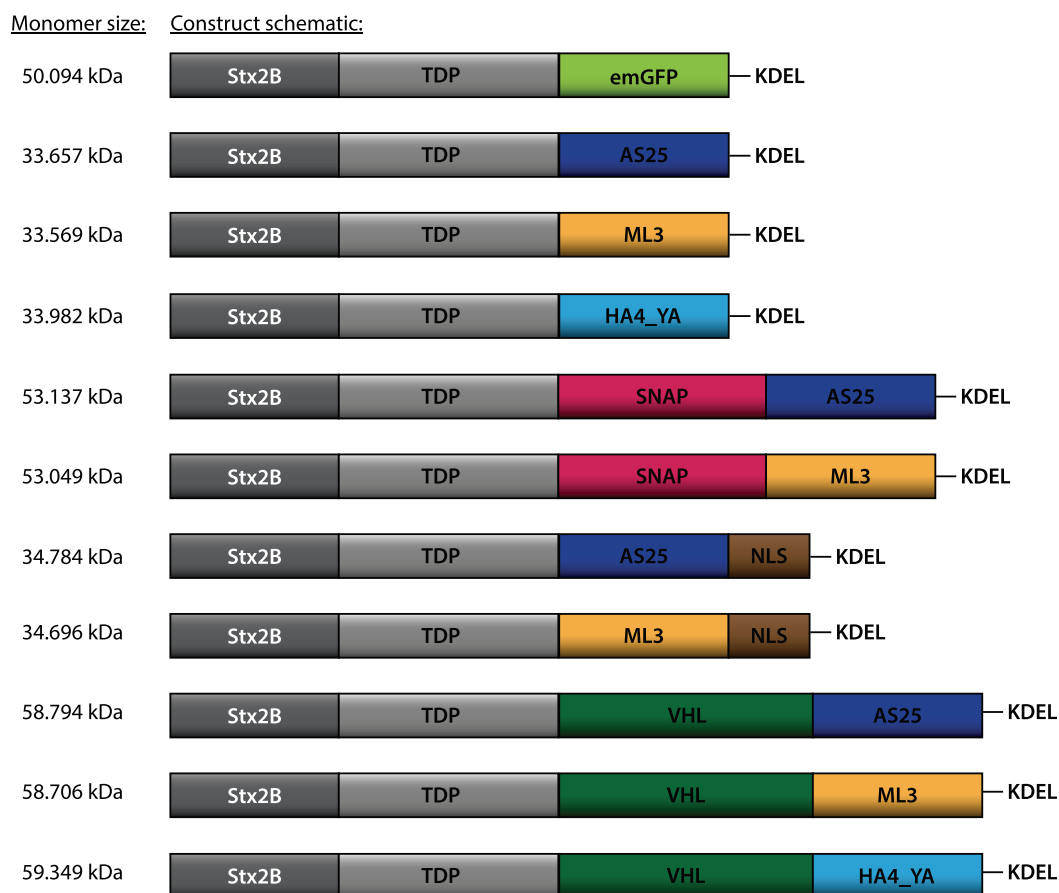 Monomer size: Construct schematic:
50.094 kDa Stx2B TDP emGFP KDEL
33.657 kDa Stx2B TDP AS25 KDEL
33.569 kDa Stx2B TDP ML3 KDEL
33.982 kDa Stx2B TDP HA4_YA KDEL
53.137 kDa Stx2B TDP SNAP AS25 KDEL
53.049 kDa Stx2B TDP SNAP ML3 KDEL
34.784 kDa Stx2B TDP AS25 NLS KDEL
34.696 kDa Stx2B TDP ML3 NLS KDEL
58.794 kDa Stx2B TDP VHL AS25 KDEL
58.706 kDa Stx2B TDP VHL ML3 KDEL
59.349 kDa Stx2B TDP VHL HA4_YA KDEL